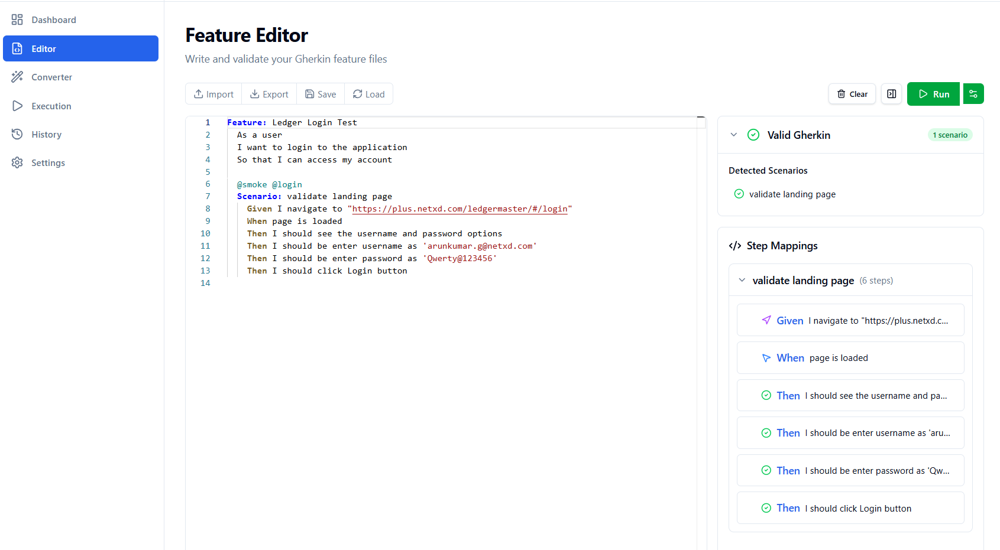 Dashboard
Editor
Converter
Execution
History
Settings
Feature Editor
Write and validate your Gherkin feature files
Import Export Save Load
Clear Run
1 Feature: Ledger Login Test
2 As a user
3 I want to login to the application
4 So that I can access my account
5
6 @smoke @login
7 Scenario: validate landing page
8 Given I navigate to "https://plus.netxd.com/ledgermaster/#/login"
9 When page is loaded
10 Then I should see the username and password options
11 Then I should be enter username as 'arunkumar.g@netxd.com'
12 Then I should be enter password as 'Qwerty@123456'
13 Then I should click Login button
14
Valid Gherkin 1 scenario
Detected Scenarios
validate landing page
</> Step Mappings
validate landing page (6 steps)
Given I navigate to "https://plus.netxd.c...
When page is loaded
Then I should see the username and pa...
Then I should be enter username as 'aru...
Then I should be enter password as 'Qw...
Then I should click Login button